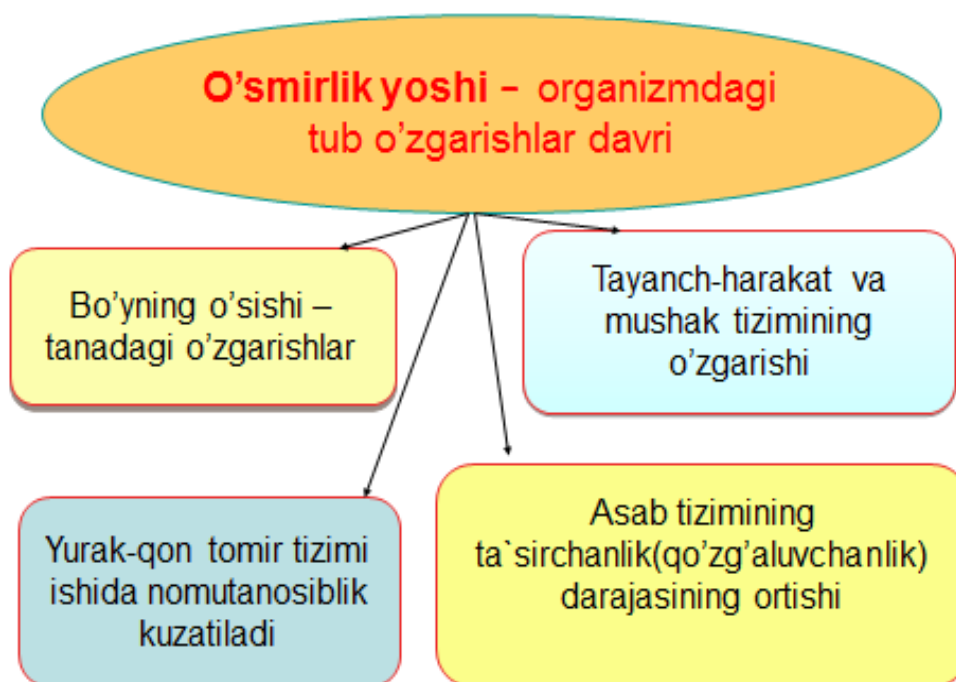 O’smirlik yoshi – organizmdagi
tub o’zgarishlar davri
Bo’yning o’sishi –
tanadagi o’zgarishlar
Tayanch-harakat va
mushak tizimining
o’zgarishi
Yurak-qon tomir tizimi
ishida nomutanosiblik
kuzatiladi
Asab tizimining
ta`sirchanlik(qo’zg’aluvchanlik)
darajasining ortishi